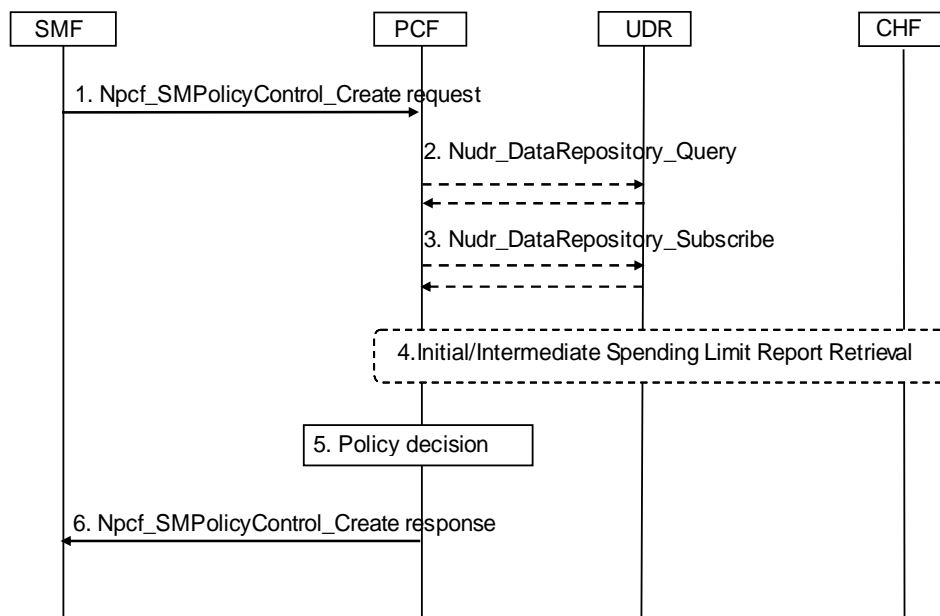 SMF
PCF
UDR
CHF
1. Npcf_SMPolicyControl_Create request
2. Nudr_DataRepository_Query
3. Nudr_DataRepository_Subscribe
4.Initial/Intermediate Spending Limit Report Retrieval
5. Policy decision
6. Npcf_SMPolicyControl_Create response